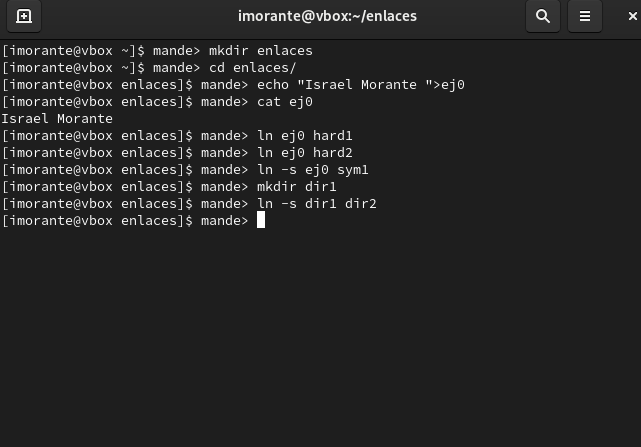 imorante@vbox:~/enlaces
[imorante@vbox ~]$ mande> mkdir enlaces
[imorante@vbox ~]$ mande> cd enlaces/
[imorante@vbox enlaces]$ mande> echo "Israel Morante ">ej0
[imorante@vbox enlaces]$ mande> cat ej0
Israel Morante
[imorante@vbox enlaces]$ mande> ln ej0 hard1
[imorante@vbox enlaces]$ mande> ln ej0 hard2
[imorante@vbox enlaces]$ mande> ln -s ej0 sym1
[imorante@vbox enlaces]$ mande> mkdir dir1
[imorante@vbox enlaces]$ mande> ln -s dir1 dir2
[imorante@vbox enlaces]$ mande>